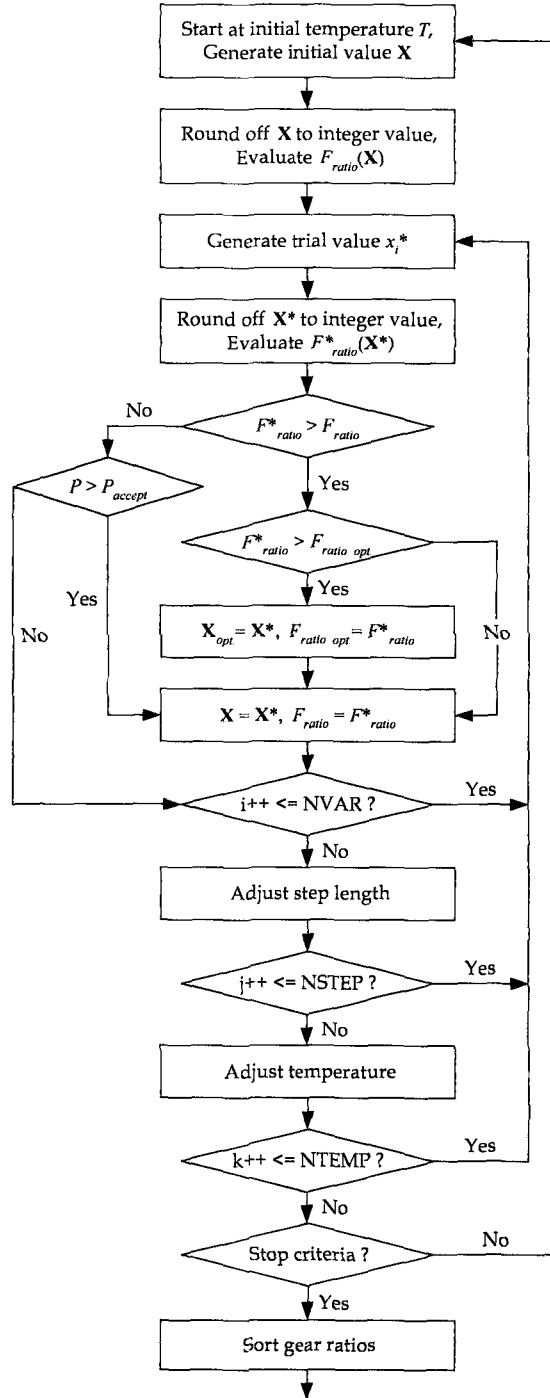 Start at initial temperature T,
Generate initial value X
Round off X to integer value,
Evaluate F_ratio(X)
Generate trial value x_i*
Round off X* to integer value,
Evaluate F*_ratio(X*)
No
F*_ratio > F_ratio
P > P_accept
Yes
F*_ratio > F_ratio opt
Yes
No
Yes
No
X_opt = X*, F_ratio opt = F*_ratio
X = X*, F_ratio = F*_ratio
i++ <= NVAR ?
Yes
No
Adjust step length
j++ <= NSTEP ?
Yes
No
Adjust temperature
k++ <= NTEMP ?
Yes
No
Stop criteria ?
No
Yes
Sort gear ratios